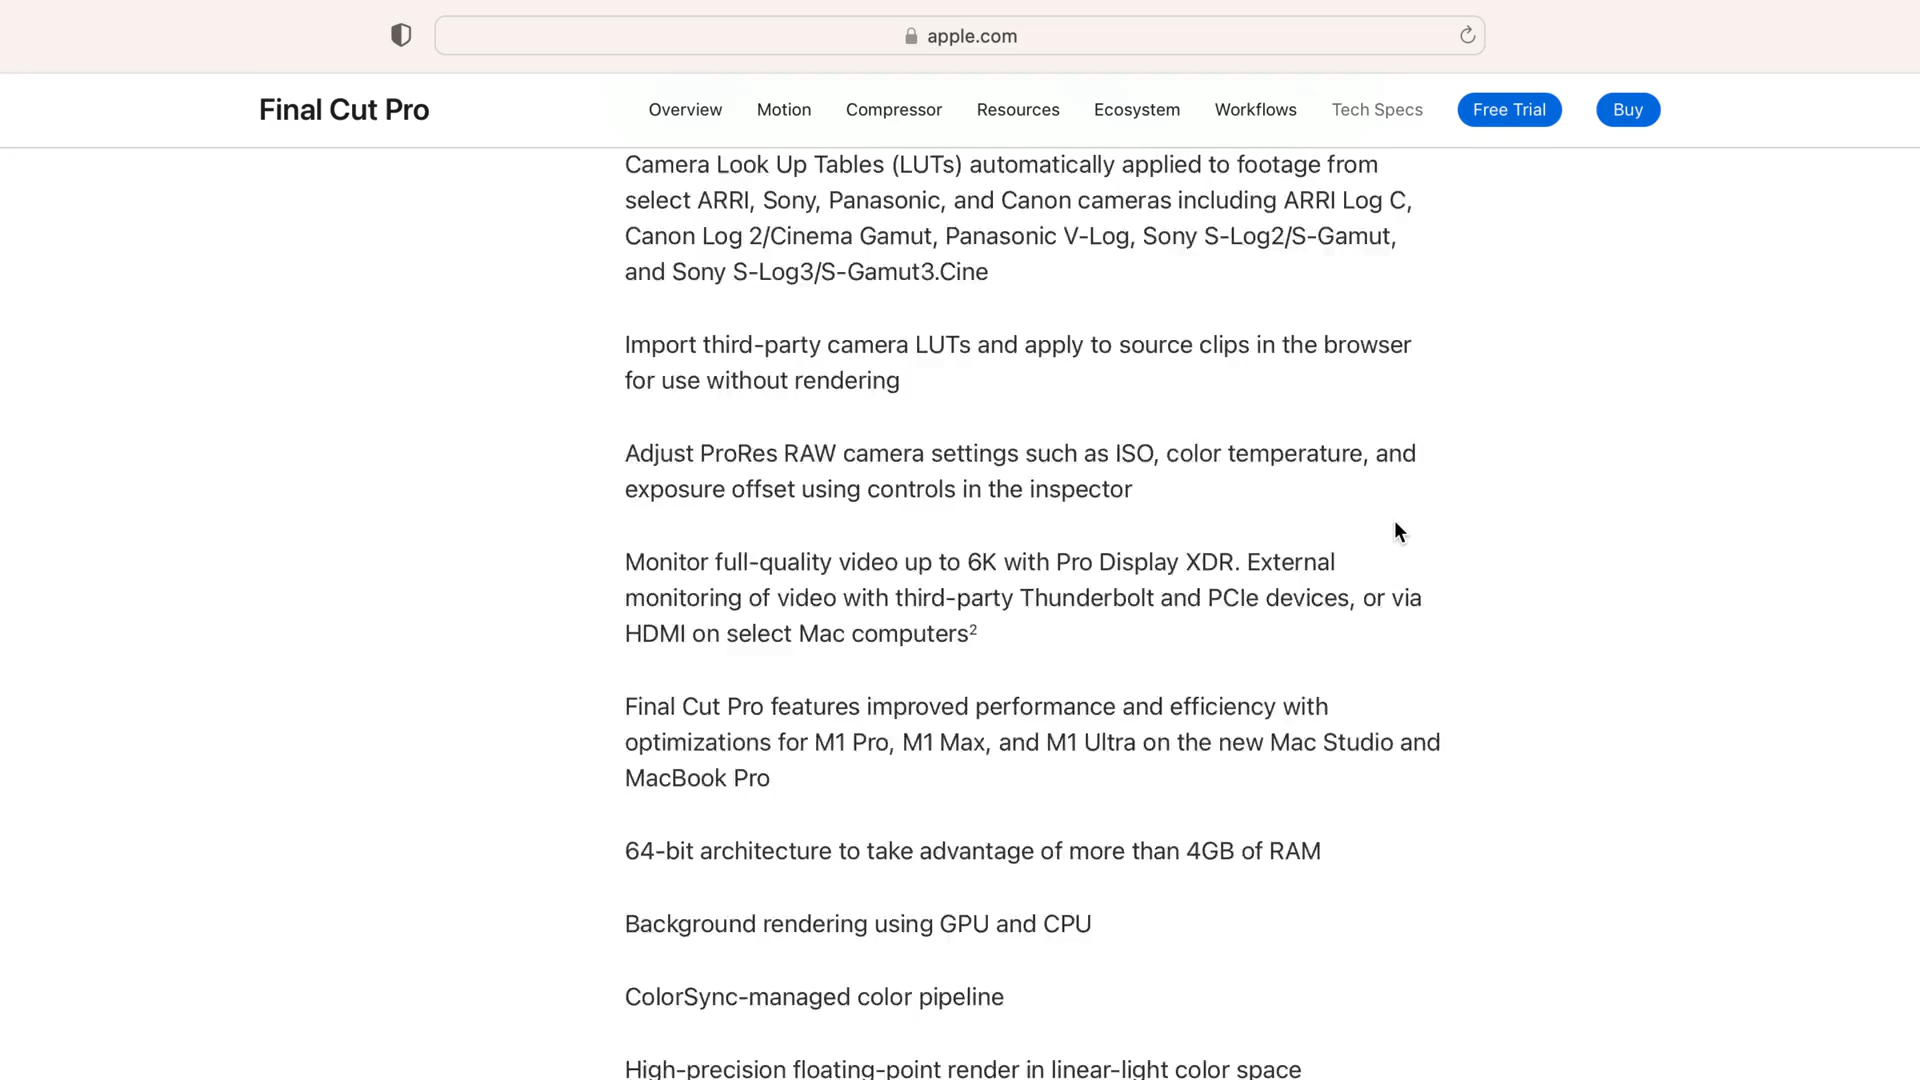 apple.com
Final Cut Pro
Overview Motion Compressor Resources Ecosystem Workflows Tech Specs Free Trial Buy
Camera Look Up Tables (LUTs) automatically applied to footage from
select ARRI, Sony, Panasonic, and Canon cameras including ARRI Log C,
Canon Log 2/Cinema Gamut, Panasonic V-Log, Sony S-Log2/S-Gamut,
and Sony S-Log3/S-Gamut3.Cine
Import third-party camera LUTs and apply to source clips in the browser
for use without rendering
Adjust ProRes RAW camera settings such as ISO, color temperature, and
exposure offset using controls in the inspector
Monitor full-quality video up to 6K with Pro Display XDR. External
monitoring of video with third-party Thunderbolt and PCIe devices, or via
HDMI on select Mac computers²
Final Cut Pro features improved performance and efficiency with
optimizations for M1 Pro, M1 Max, and M1 Ultra on the new Mac Studio and
MacBook Pro
64-bit architecture to take advantage of more than 4GB of RAM
Background rendering using GPU and CPU
ColorSync-managed color pipeline
High-precision floating-point render in linear-light color space